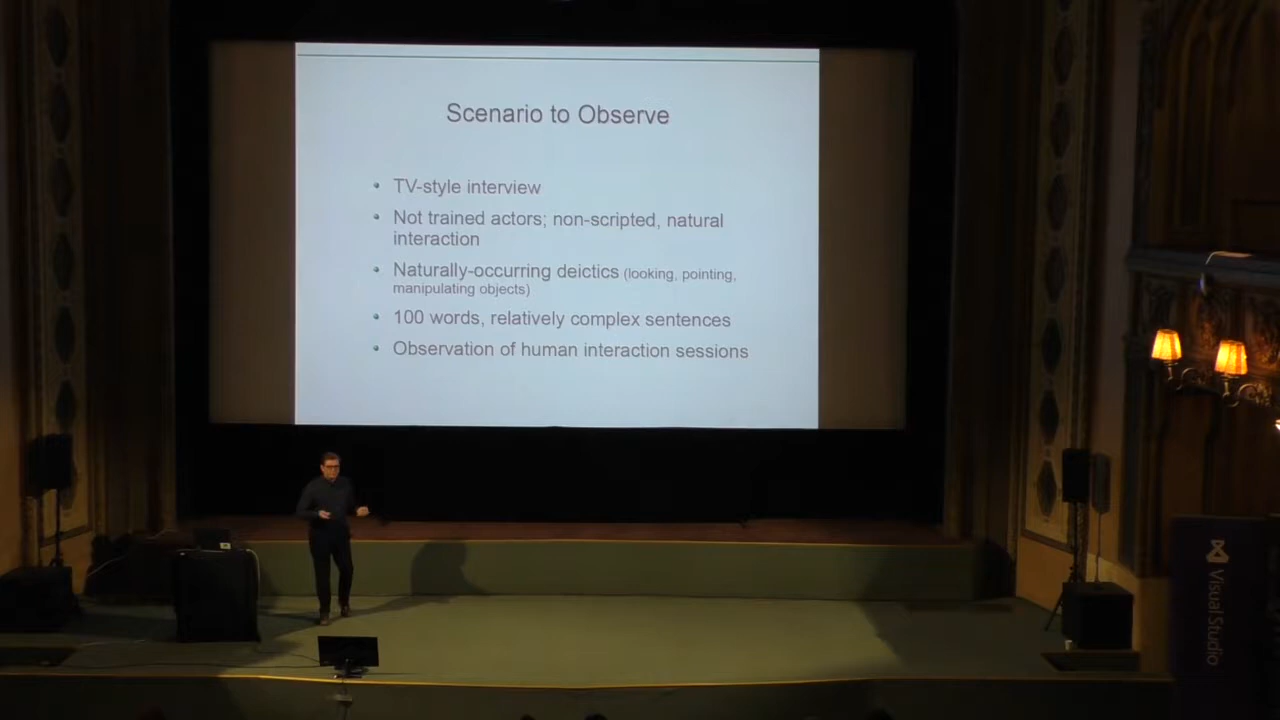 Scenario to Observe
TV-style interview
Not trained actors; non-scripted, natural
interaction
Naturally-occurring deictics (looking, pointing,
manipulating objects)
100 words, relatively complex sentences
Observation of human interaction sessions
Visual Studio